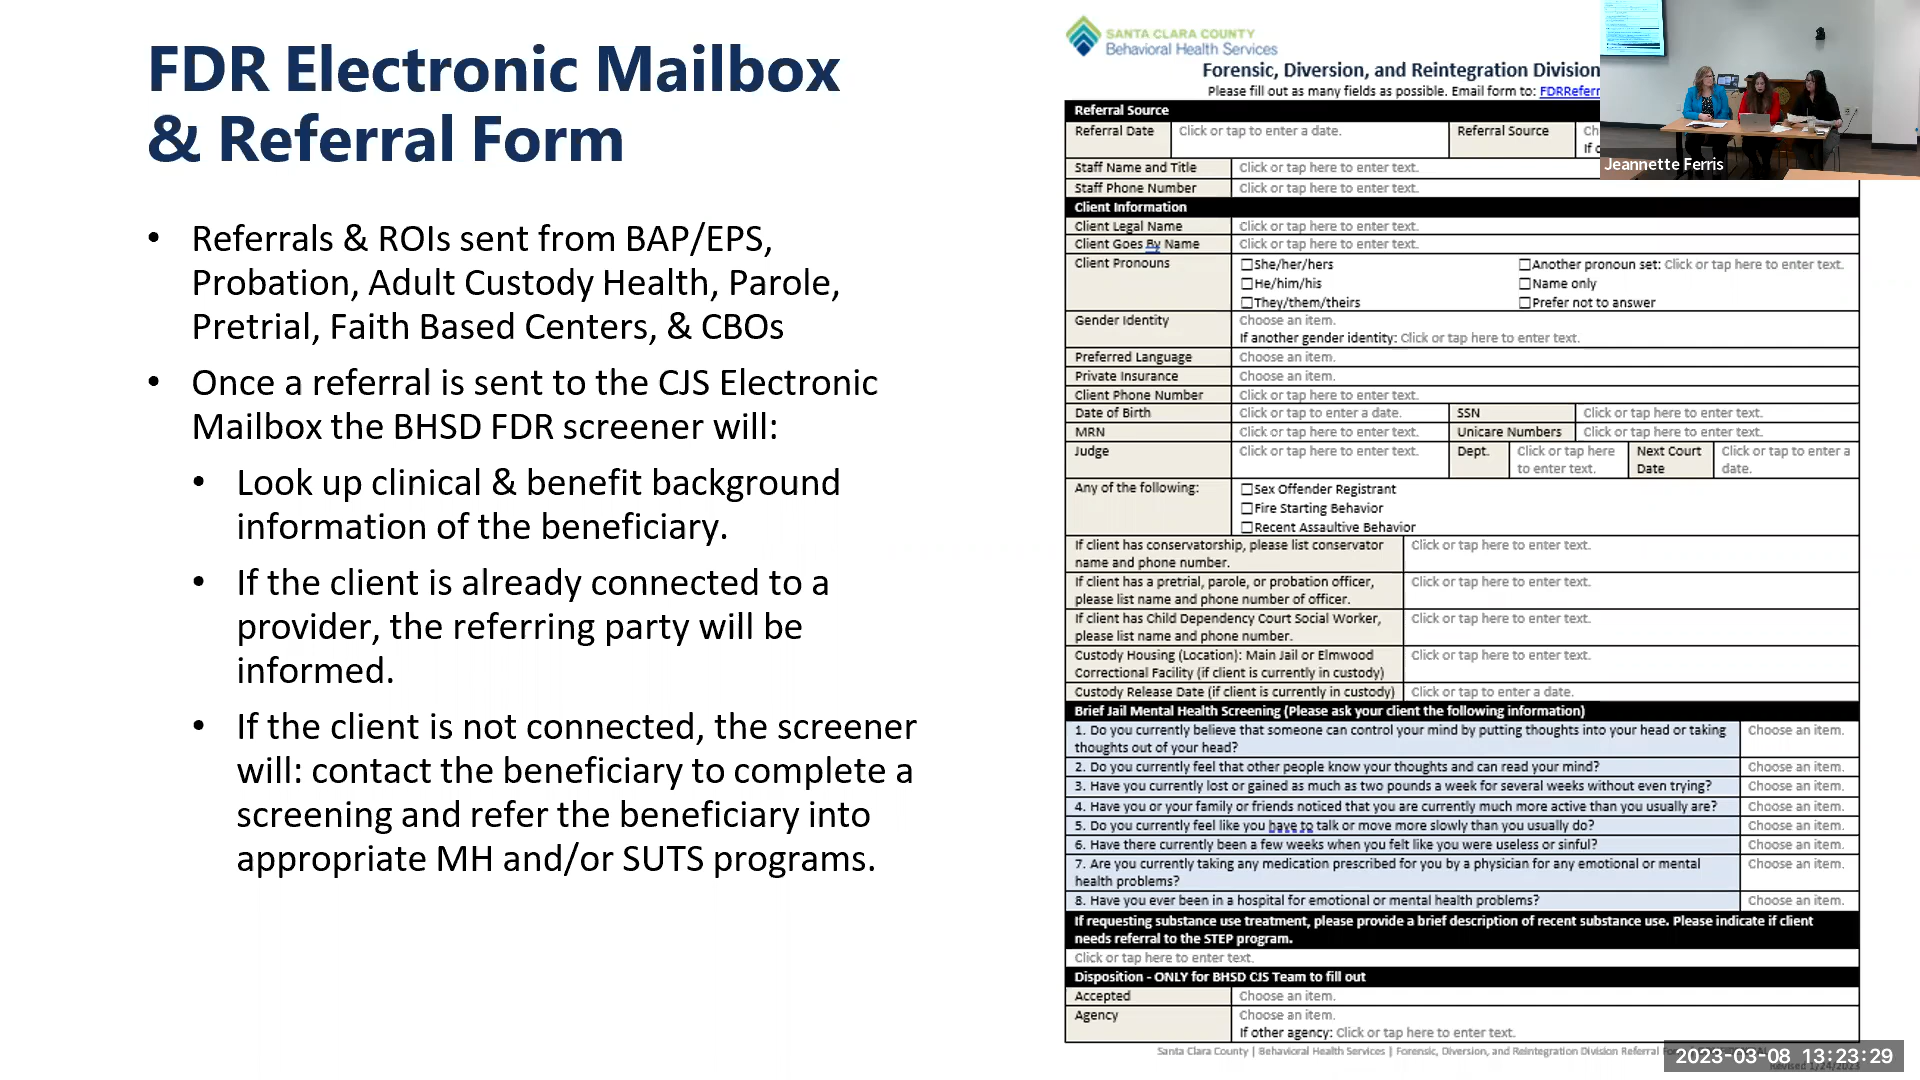 FDR Electronic Mailbox
& Referral Form
• Referrals & ROIs sent from BAP/EPS,
Probation, Adult Custody Health, Parole,
Pretrial, Faith Based Centers, & CBOs
• Once a referral is sent to the CJS Electronic
Mailbox the BHSD FDR screener will:
• Look up clinical & benefit background
information of the beneficiary.
• If the client is already connected to a
provider, the referring party will be
informed.
• If the client is not connected, the screener
will: contact the beneficiary to complete a
screening and refer the beneficiary into
appropriate MH and/or SUTS programs.
SANTA CLARA COUNTY
Behavioral Health Services
Forensic, Diversion, and Reintegration Division
Please fill out as many fields as possible. Email form to: FDRReferr
Referral Source
Referral Date Click or tap to enter a date. Referral Source Ch
If o
Staff Name and Title Click or tap here to enter text.
Staff Phone Number Click or tap here to enter text.
Client Information
Client Legal Name Click or tap here to enter text.
Client Goes By Name Click or tap here to enter text.
Client Pronouns ☐She/her/hers ☐Another pronoun set: Click or tap here to enter text.
☐He/him/his ☐Name only
☐They/them/theirs ☐Prefer not to answer
Gender Identity Choose an item.
If another gender identity: Click or tap here to enter text.
Preferred Language Choose an item.
Private Insurance Choose an item.
Client Phone Number Click or tap here to enter text.
Date of Birth Click or tap to enter a date. SSN Click or tap here to enter text.
MRN Click or tap here to enter text. Unicare Numbers Click or tap here to enter text.
Judge Click or tap here to enter text. Dept. Click or tap here Next Court Click or tap to enter a
to enter text. Date date.
Any of the following: ☐Sex Offender Registrant
☐Fire Starting Behavior
☐Recent Assaultive Behavior
If client has conservatorship, please list conservator Click or tap here to enter text.
name and phone number.
If client has a pretrial, parole, or probation officer, Click or tap here to enter text.
please list name and phone number of officer.
If client has Child Dependency Court Social Worker, Click or tap here to enter text.
please list name and phone number.
Custody Housing (Location): Main Jail or Elmwood Click or tap here to enter text.
Correctional Facility (if client is currently in custody)
Custody Release Date (if client is currently in custody) Click or tap to enter a date.
Brief Jail Mental Health Screening (Please ask your client the following information)
1. Do you currently believe that someone can control your mind by putting thoughts into your head or taking Choose an item.
thoughts out of your head?
2. Do you currently feel that other people know your thoughts and can read your mind? Choose an item.
3. Have you currently lost or gained as much as two pounds a week for several weeks without even trying? Choose an item.
4. Have you or your family or friends noticed that you are currently much more active than you usually are? Choose an item.
5. Do you currently feel like you have to talk or move more slowly than you usually do? Choose an item.
6. Have there currently been a few weeks when you felt like you were useless or sinful? Choose an item.
7. Are you currently taking any medication prescribed for you by a physician for any emotional or mental Choose an item.
health problems?
8. Have you ever been in a hospital for emotional or mental health problems? Choose an item.
If requesting substance use treatment, please provide a brief description of recent substance use. Please indicate if client
needs referral to the STEP program.
Click or tap here to enter text.
Disposition - ONLY for BHSD CJS Team to fill out
Accepted Choose an item.
Agency Choose an item.
If other agency: Click or tap here to enter text.
Santa Clara County | Behavioral Health Services | Forensic, Diversion, and Reintegration Division Referral
Revised 1/24/2023
Jeannette Ferris
2023-03-08 13:23:29